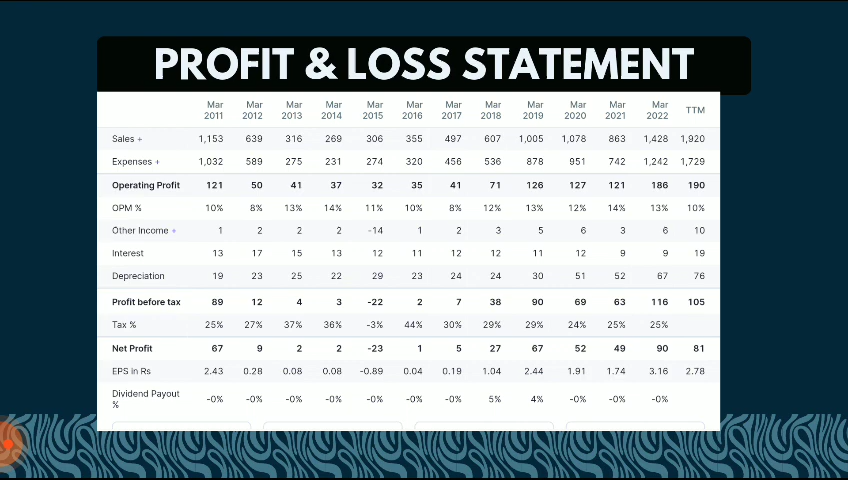 PROFIT & LOSS STATEMENT
Mar 2011 Mar 2012 Mar 2013 Mar 2014 Mar 2015 Mar 2016 Mar 2017 Mar 2018 Mar 2019 Mar 2020 Mar 2021 Mar 2022 TTM
Sales + 1,153 639 316 269 306 355 497 607 1,005 1,078 863 1,428 1,920
Expenses + 1,032 589 275 231 274 320 456 536 878 951 742 1,242 1,729
Operating Profit 121 50 41 37 32 35 41 71 126 127 121 186 190
OPM % 10% 8% 13% 14% 11% 10% 8% 12% 13% 12% 14% 13% 10%
Other Income + 1 2 2 2 -14 1 2 3 5 6 3 6 10
Interest 13 17 15 13 12 11 12 12 11 12 9 9 19
Depreciation 19 23 25 22 29 23 24 24 30 51 52 67 76
Profit before tax 89 12 4 3 -22 2 7 38 90 69 63 116 105
Tax % 25% 27% 37% 36% -3% 44% 30% 29% 29% 24% 25% 25%
Net Profit 67 9 2 2 -23 1 5 27 67 52 49 90 81
EPS in Rs 2.43 0.28 0.08 0.08 -0.89 0.04 0.19 1.04 2.44 1.91 1.74 3.16 2.78
Dividend Payout % -0% -0% -0% -0% -0% -0% -0% 5% 4% -0% -0% -0%